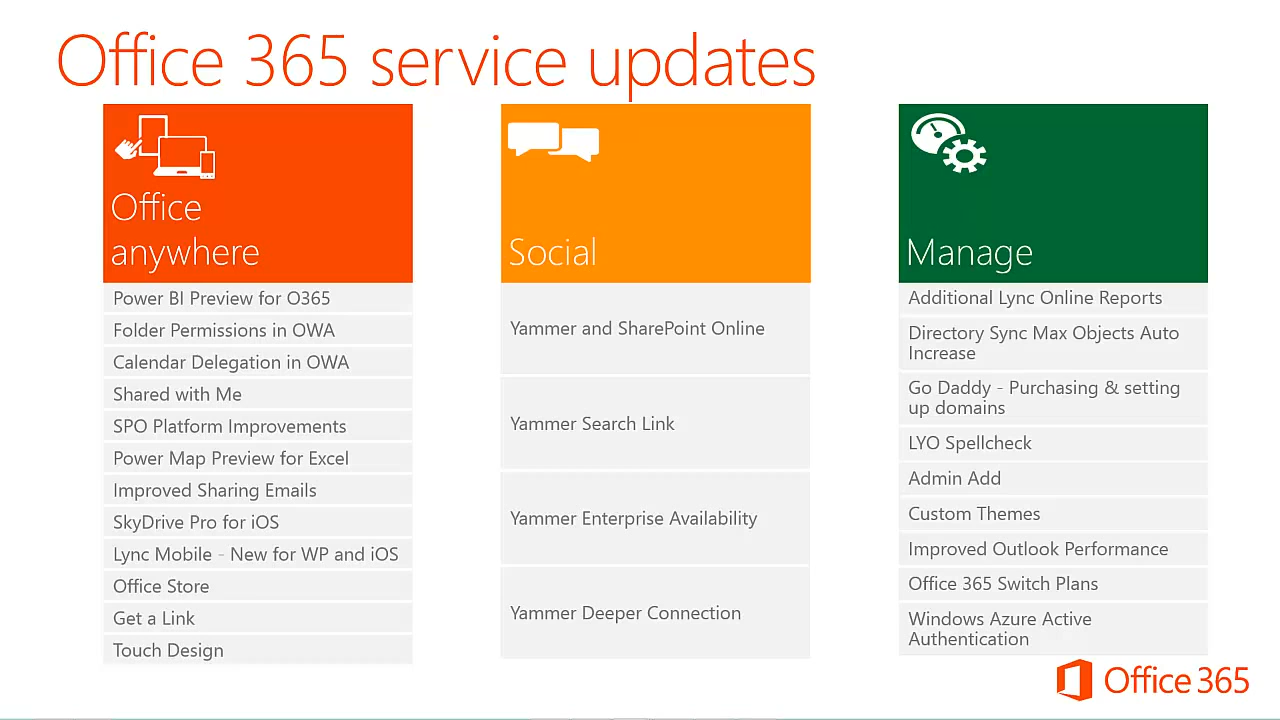 Office 365 service updates
Office
anywhere
Power BI Preview for O365
Folder Permissions in OWA
Calendar Delegation in OWA
Shared with Me
SPO Platform Improvements
Power Map Preview for Excel
Improved Sharing Emails
SkyDrive Pro for iOS
Lync Mobile - New for WP and iOS
Office Store
Get a Link
Touch Design
Social
Yammer and SharePoint Online
Yammer Search Link
Yammer Enterprise Availability
Yammer Deeper Connection
Manage
Additional Lync Online Reports
Directory Sync Max Objects Auto
Increase
Go Daddy - Purchasing & setting
up domains
LYO Spellcheck
Admin Add
Custom Themes
Improved Outlook Performance
Office 365 Switch Plans
Windows Azure Active
Authentication
Office 365